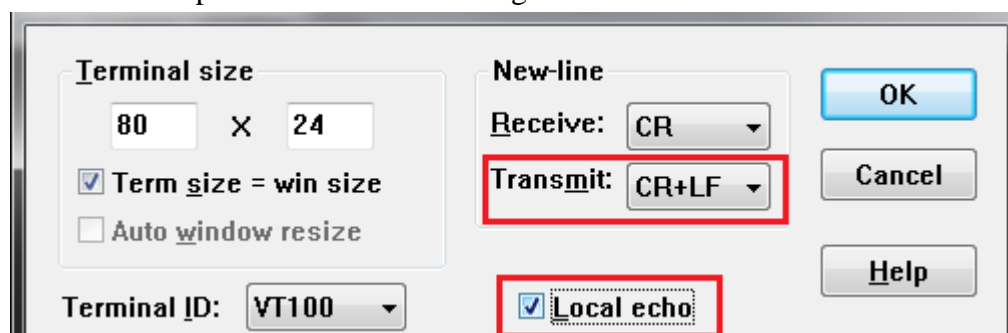 Terminal size
80 X 24
Term size = win size
Auto window resize
Terminal ID: VT100
New-line
Receive: CR
Transmit: CR+LF
Local echo
OK
Cancel
Help